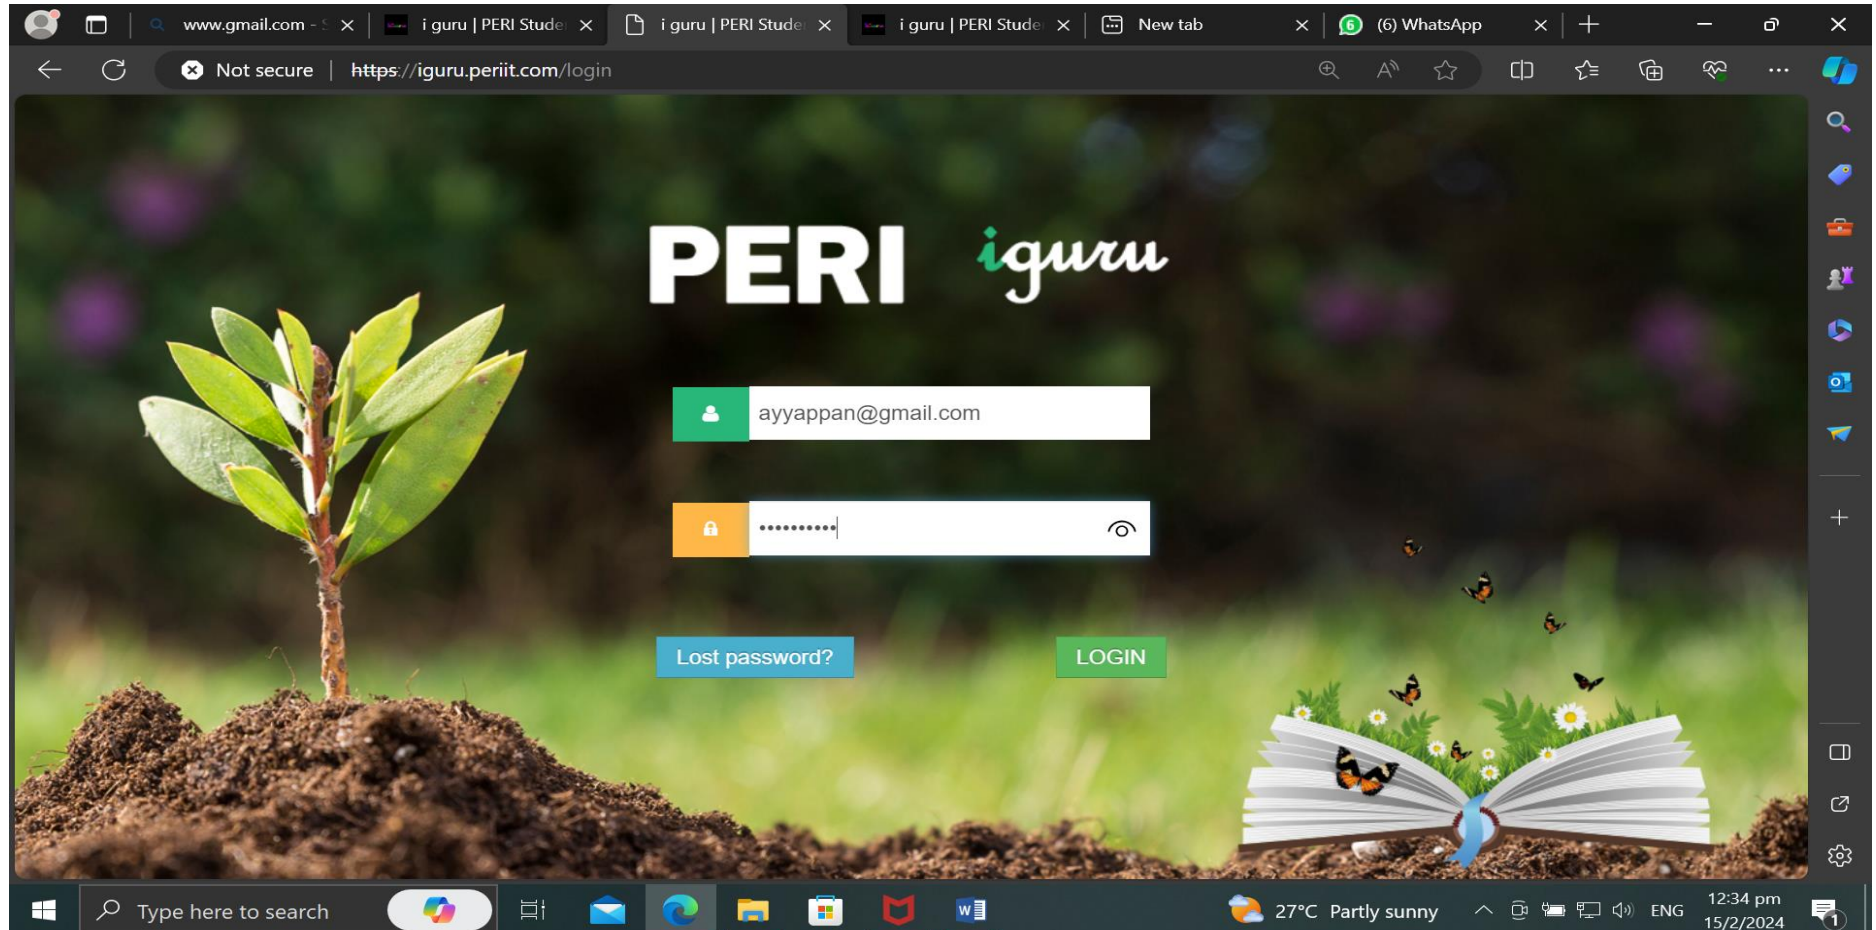 www.gmail.com - S
i guru | PERI Stude
i guru | PERI Stude
i guru | PERI Stude
New tab
(6) WhatsApp
Not secure | https://iguru.periit.com/login
PERI iguru
ayyappan@gmail.com
••••••••••
Lost password?
LOGIN
Type here to search
27°C Partly sunny
ENG
12:34 pm
15/2/2024
1